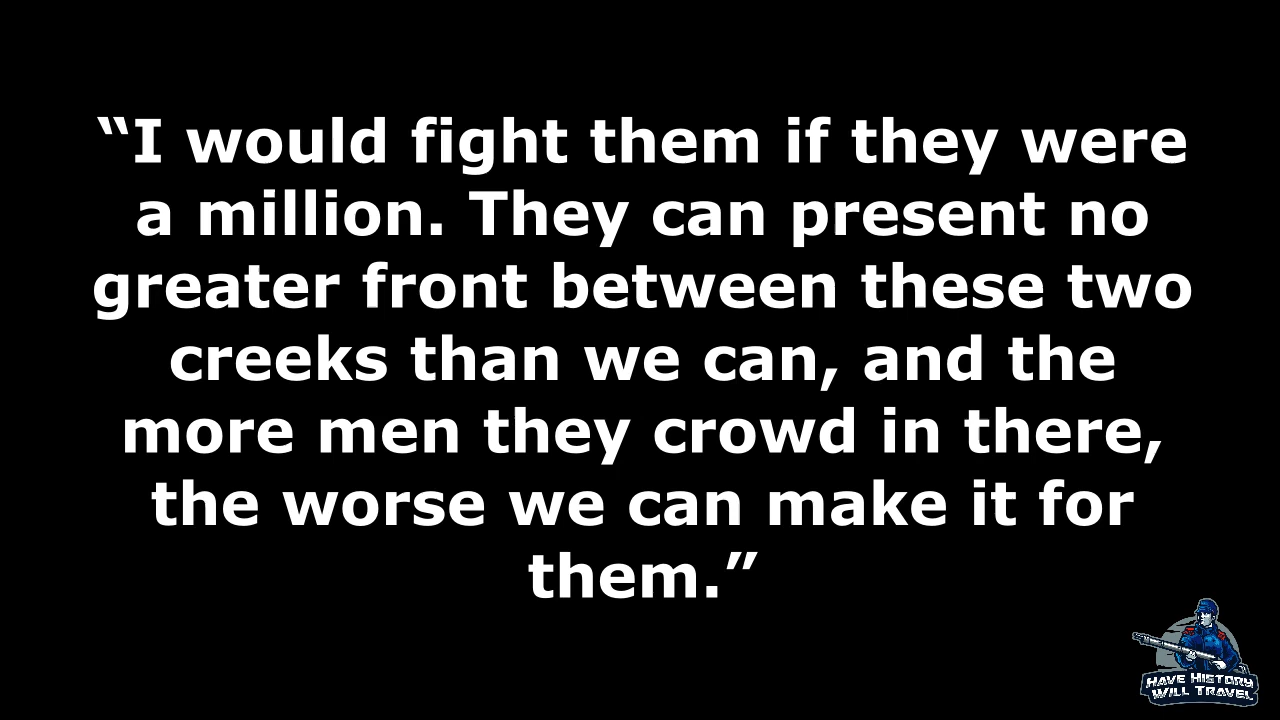 “I would fight them if they were
a million. They can present no
greater front between these two
creeks than we can, and the
more men they crowd in there,
the worse we can make it for
them.”
HAVE HISTORY
WILL TRAVEL